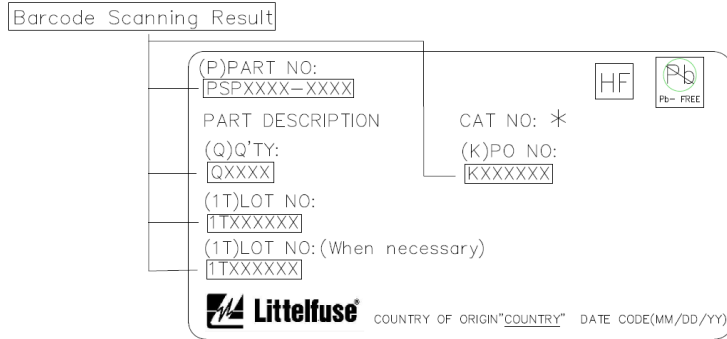 Barcode Scanning Result
(P)PART NO:
PSPXXXX-XXXX
HF
Pb
Pb- FREE
PART DESCRIPTION
CAT NO: *
(Q)Q'TY:
(K)PO NO:
QXXXX
KXXXXXX
(1T)LOT NO:
1TXXXXXX
(1T)LOT NO:(When necessary)
1TXXXXXX
Littelfuse®
COUNTRY OF ORIGIN"COUNTRY" DATE CODE(MM/DD/YY)